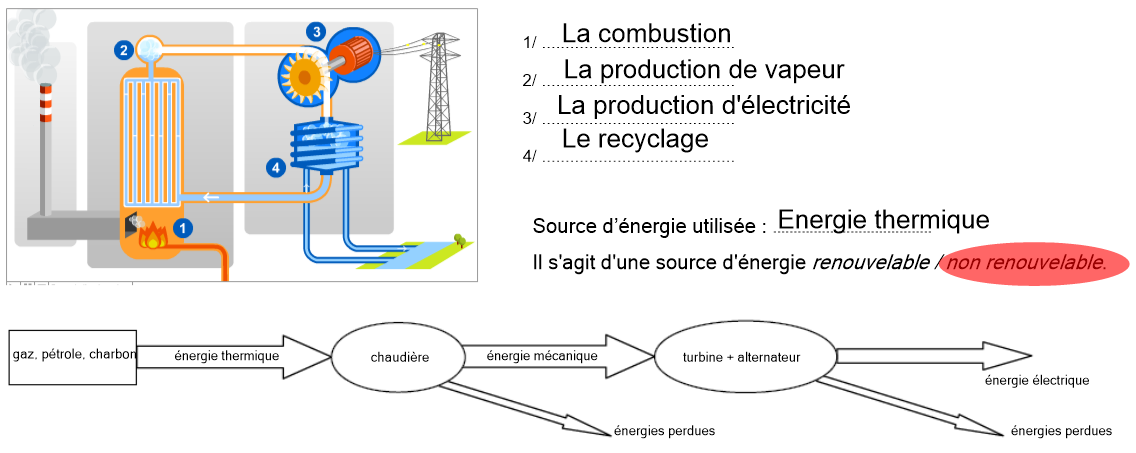 2
3
4
1
1/ La combustion
2/ La production de vapeur
3/ La production d'électricité
4/ Le recyclage
Source d'énergie utilisée : Energie thermique
Il s'agit d'une source d'énergie renouvelable / non renouvelable.
gaz, pétrole, charbon
énergie thermique
chaudière
énergie mécanique
turbine + alternateur
énergie électrique
énergies perdues
énergies perdues